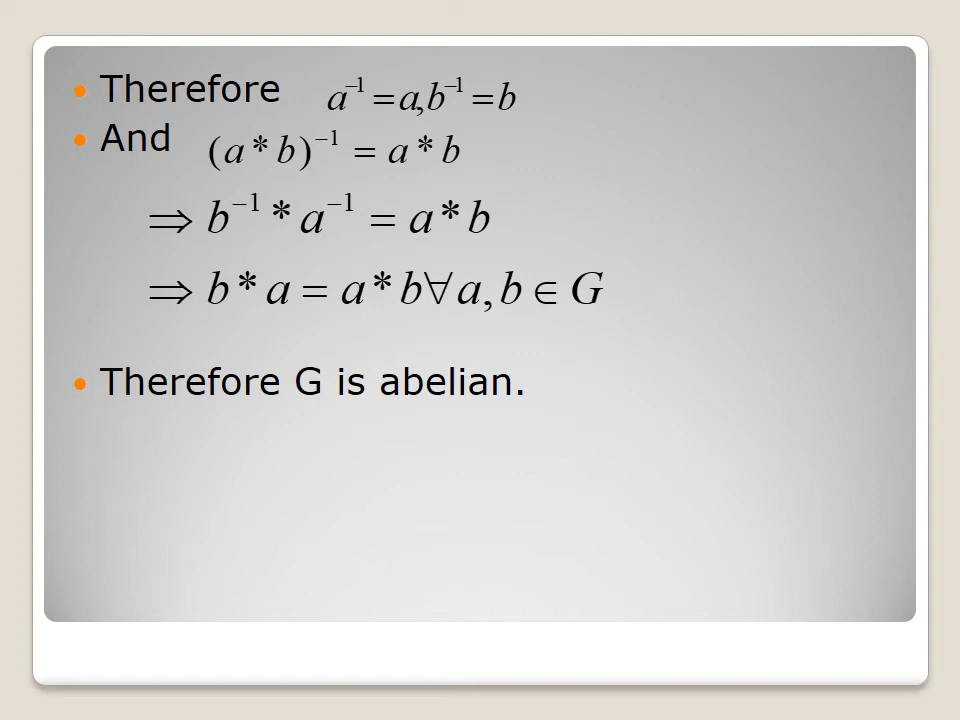 • Therefore a⁻¹ = a, b⁻¹ = b
• And (a * b)⁻¹ = a * b
⇒ b⁻¹ * a⁻¹ = a * b
⇒ b * a = a * b∀a, b ∈ G
• Therefore G is abelian.